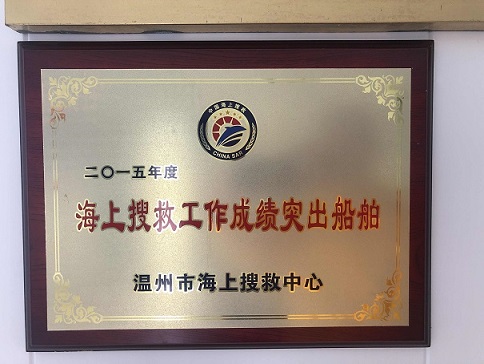 中国海上搜救
CHINA SAR
二〇一五年度
海上搜救工作成绩突出船舶
温州市海上搜救中心